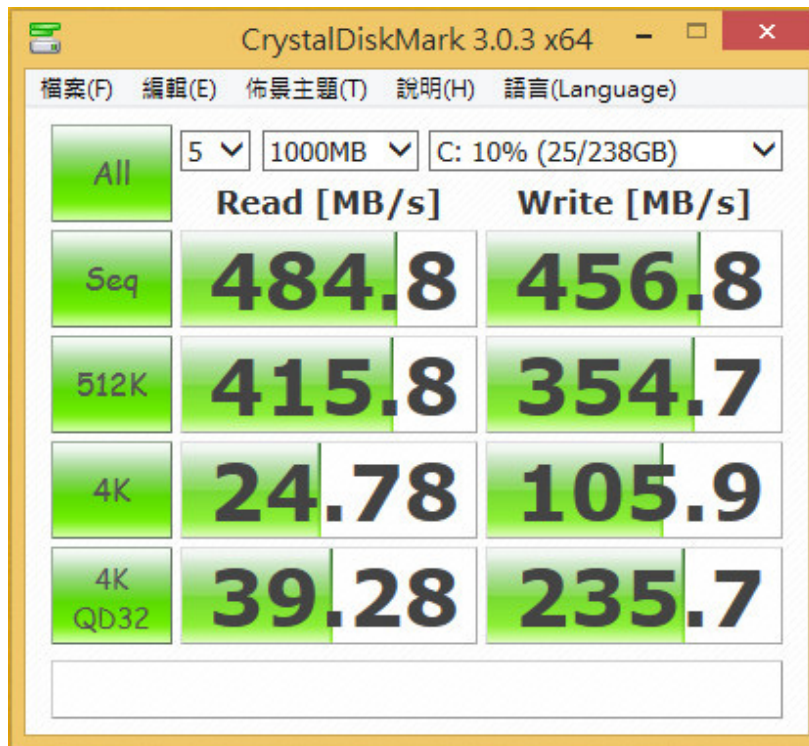 CrystalDiskMark 3.0.3 x64
檔案(F) 編輯(E) 佈景主題(T) 說明(H) 語言(Language)
All 5 1000MB C: 10% (25/238GB)
Read [MB/s] Write [MB/s]
Seq 484.8 456.8
512K 415.8 354.7
4K 24.78 105.9
4K QD32 39.28 235.7